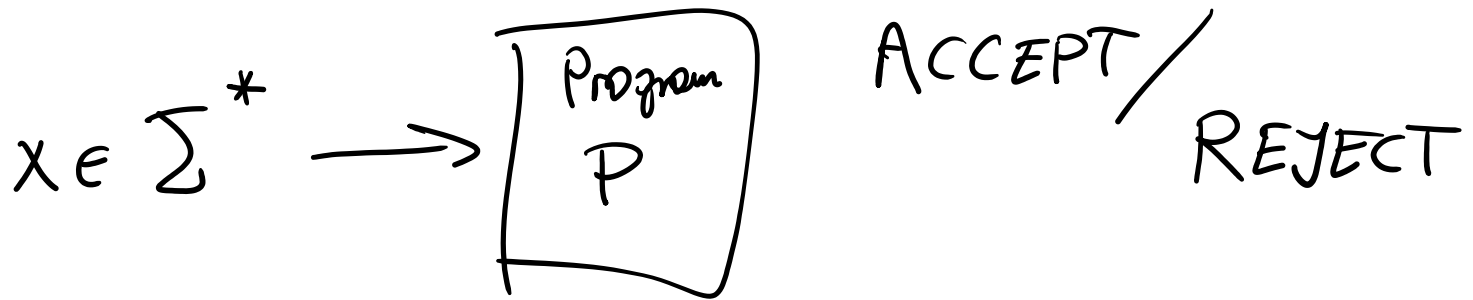 x ∈ Σ* → Program P
ACCEPT/
REJECT